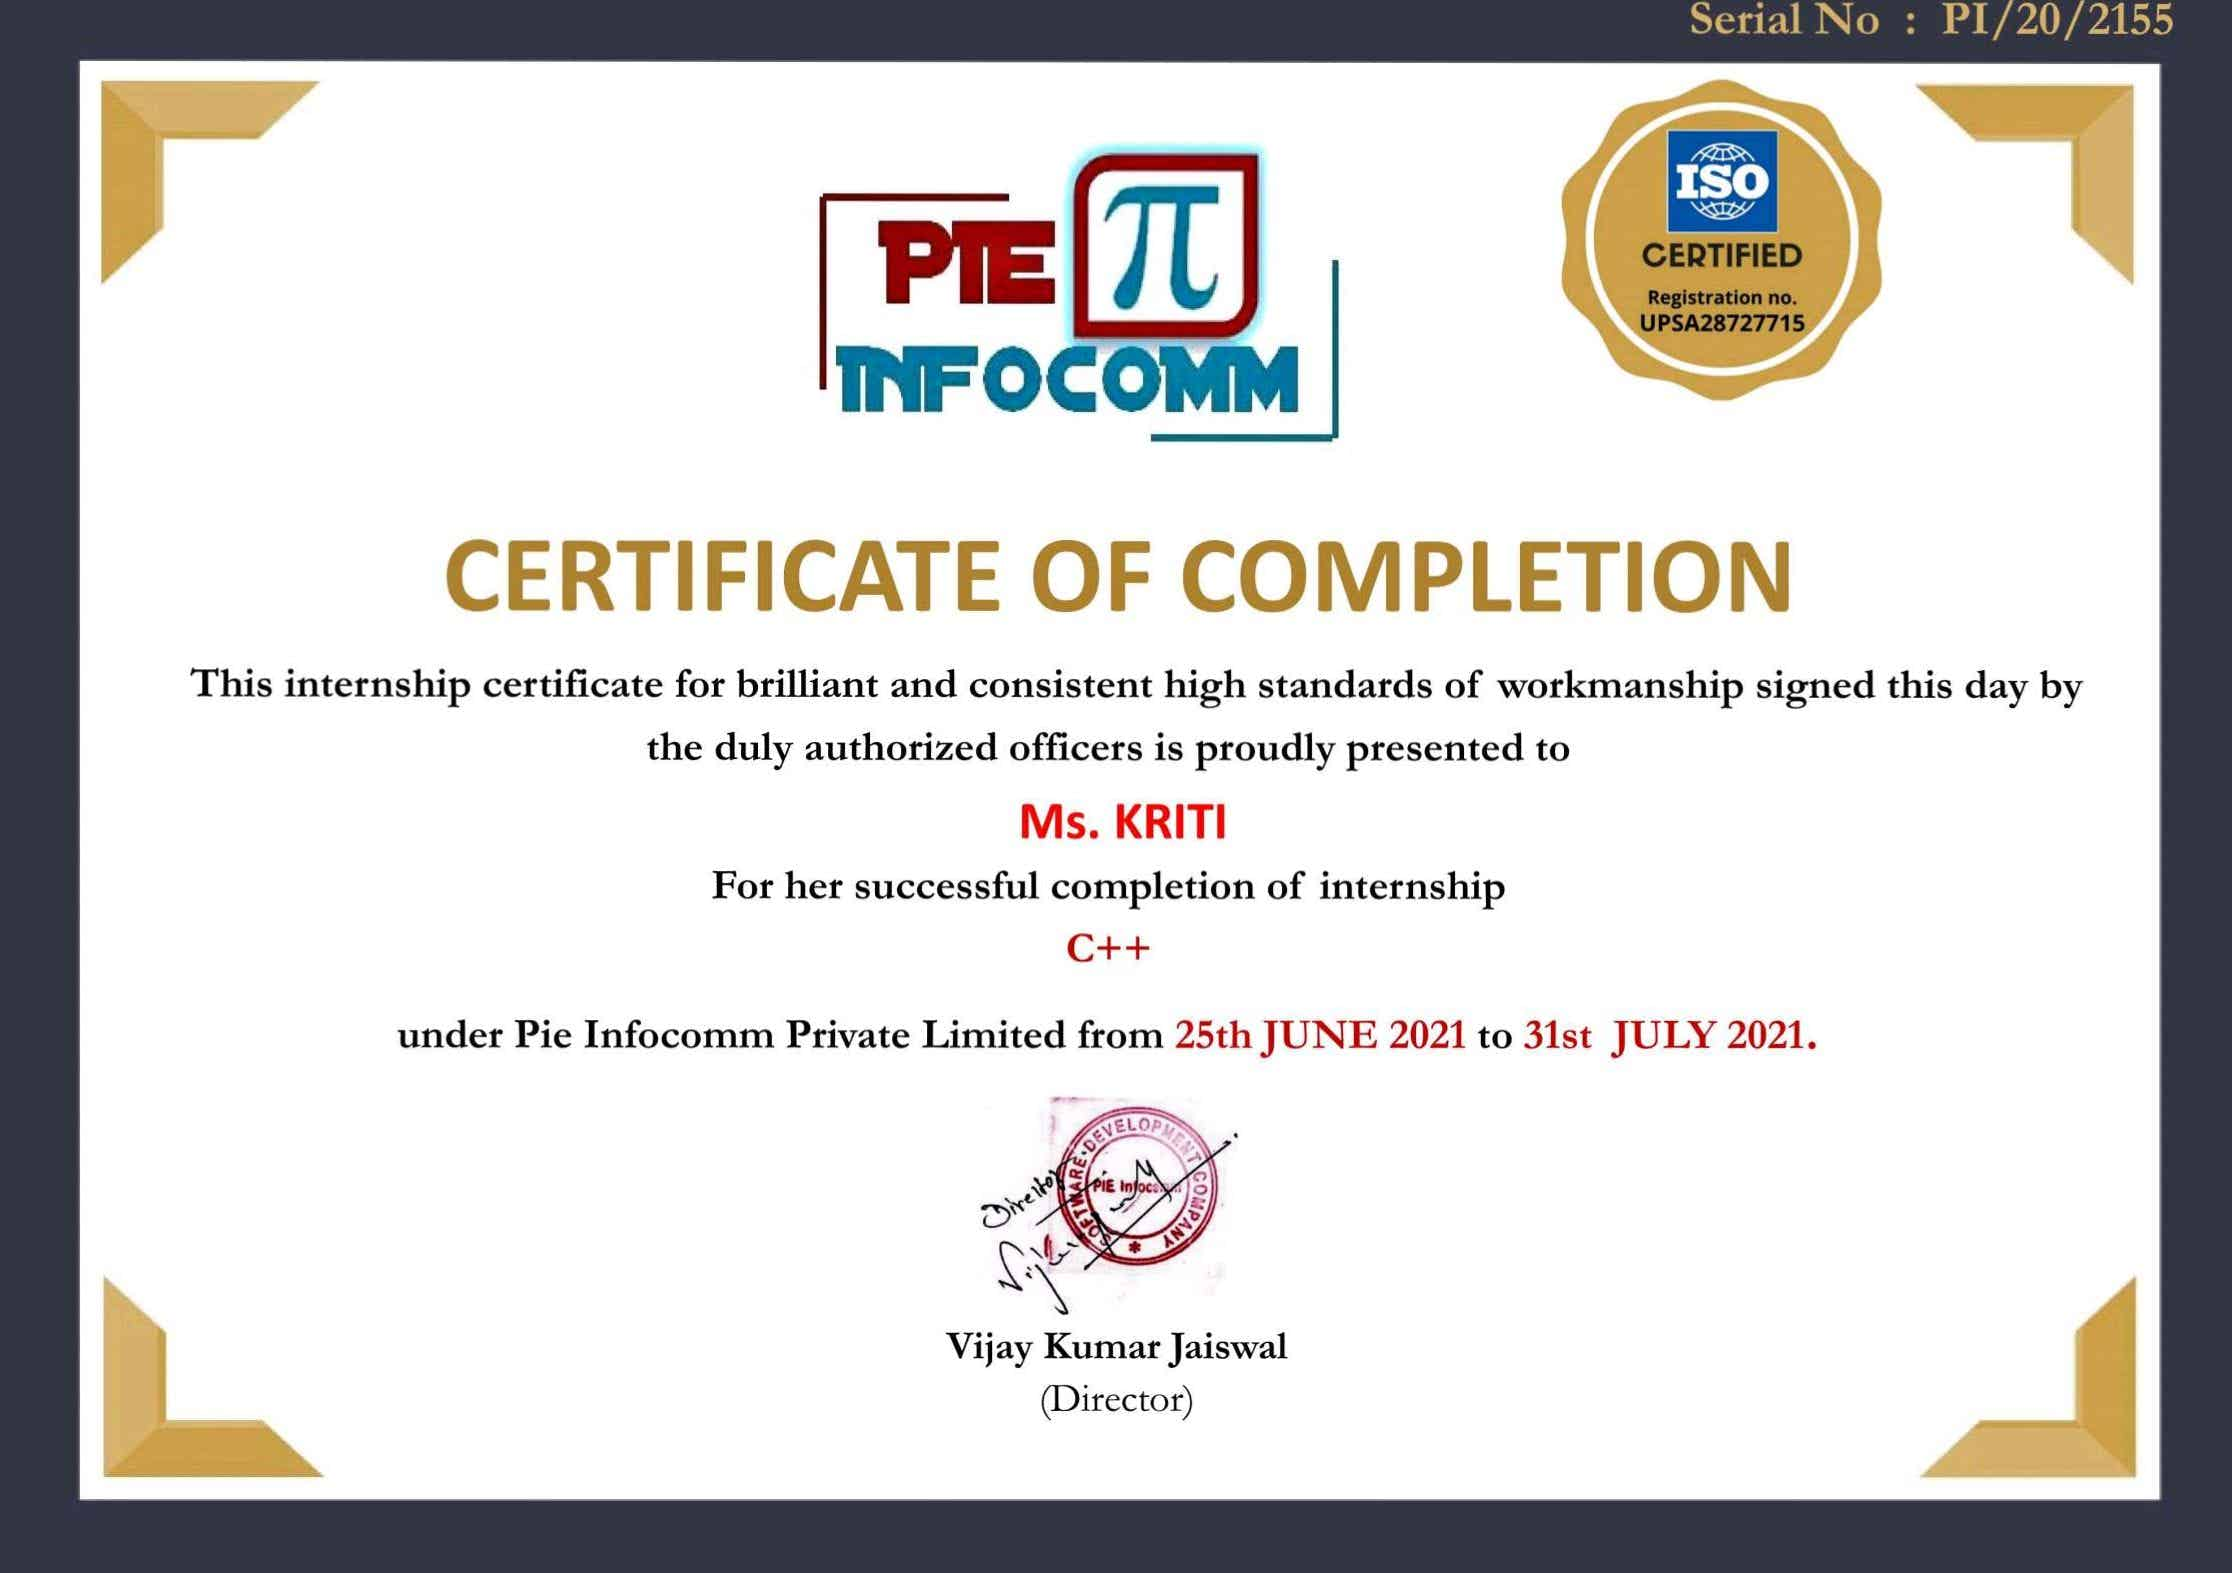 Serial No : PI/20/2155
PIE π
INFOCOMM
ISO
CERTIFIED
Registration no.
UPSA28727715
CERTIFICATE OF COMPLETION
This internship certificate for brilliant and consistent high standards of workmanship signed this day by
the duly authorized officers is proudly presented to
Ms. KRITI
For her successful completion of internship
C++
under Pie Infocomm Private Limited from 25th JUNE 2021 to 31st JULY 2021.
SOFTWARE DEVELOPMENT COMPANY *
PIE Infocomm
Director
Vijay Kumar Jaiswal
(Director)